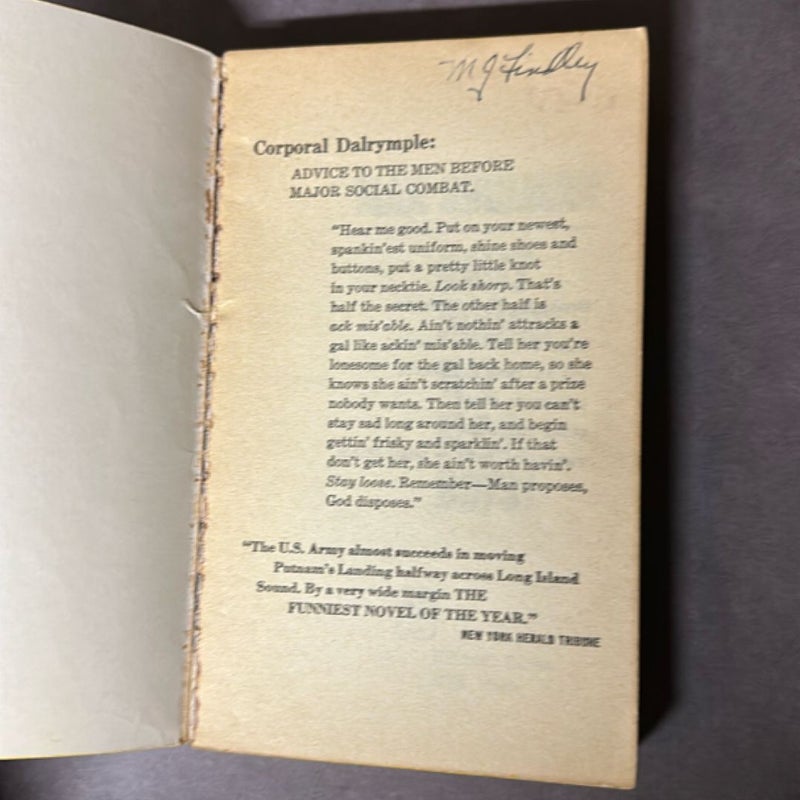 M J Findley
Corporal Dalrymple:
ADVICE TO THE MEN BEFORE
MAJOR SOCIAL COMBAT.
"Hear me good. Put on your newest,
spankin'est uniform, shine shoes and
buttons, put a pretty little knot
in your necktie. Look sharp. That's
half the secret. The other half is
ack mis'able. Ain't nothin' attracks a
gal like ackin' mis'able. Tell her you're
lonesome for the gal back home, so she
knows she ain't scratchin' after a prize
nobody wants. Then tell her you can't
stay sad long around her, and begin
gettin' frisky and sparklin'. If that
don't get her, she ain't worth havin'.
Stay loose. Remember—Man proposes,
God disposes."
"The U.S. Army almost succeeds in moving
Putnam's Landing halfway across Long Island
Sound. By a very wide margin THE
FUNNIEST NOVEL OF THE YEAR."
NEW YORK HERALD TRIBUNE